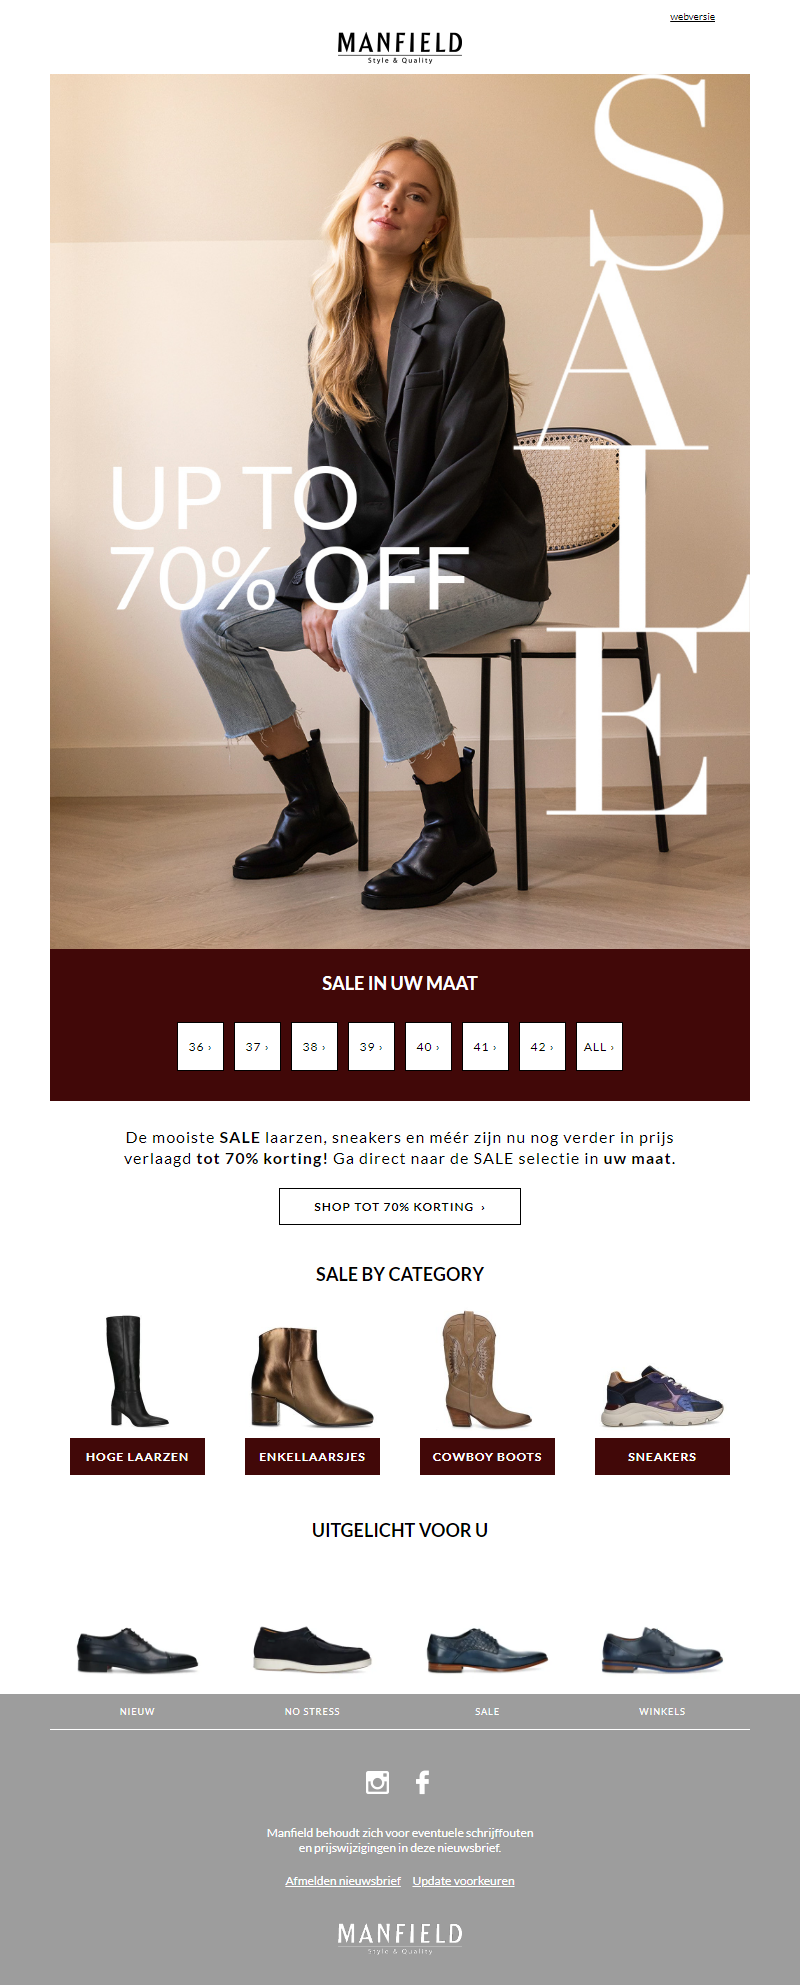 webversie
MANFIELD
Style & Quality
SALE
UP TO
70% OFF
SALE IN UW MAAT
36 › 37 › 38 › 39 › 40 › 41 › 42 › ALL ›
De mooiste SALE laarzen, sneakers en méér zijn nu nog verder in prijs
verlaagd tot 70% korting! Ga direct naar de SALE selectie in uw maat.
SHOP TOT 70% KORTING ›
SALE BY CATEGORY
HOGE LAARZEN ENKELLAARSJES COWBOY BOOTS SNEAKERS
UITGELICHT VOOR U
NIEUW NO STRESS SALE WINKELS
Manfield behoudt zich voor eventuele schrijffouten
en prijswijzigingen in deze nieuwsbrief.
Afmelden nieuwsbrief Update voorkeuren
MANFIELD
Style & Quality